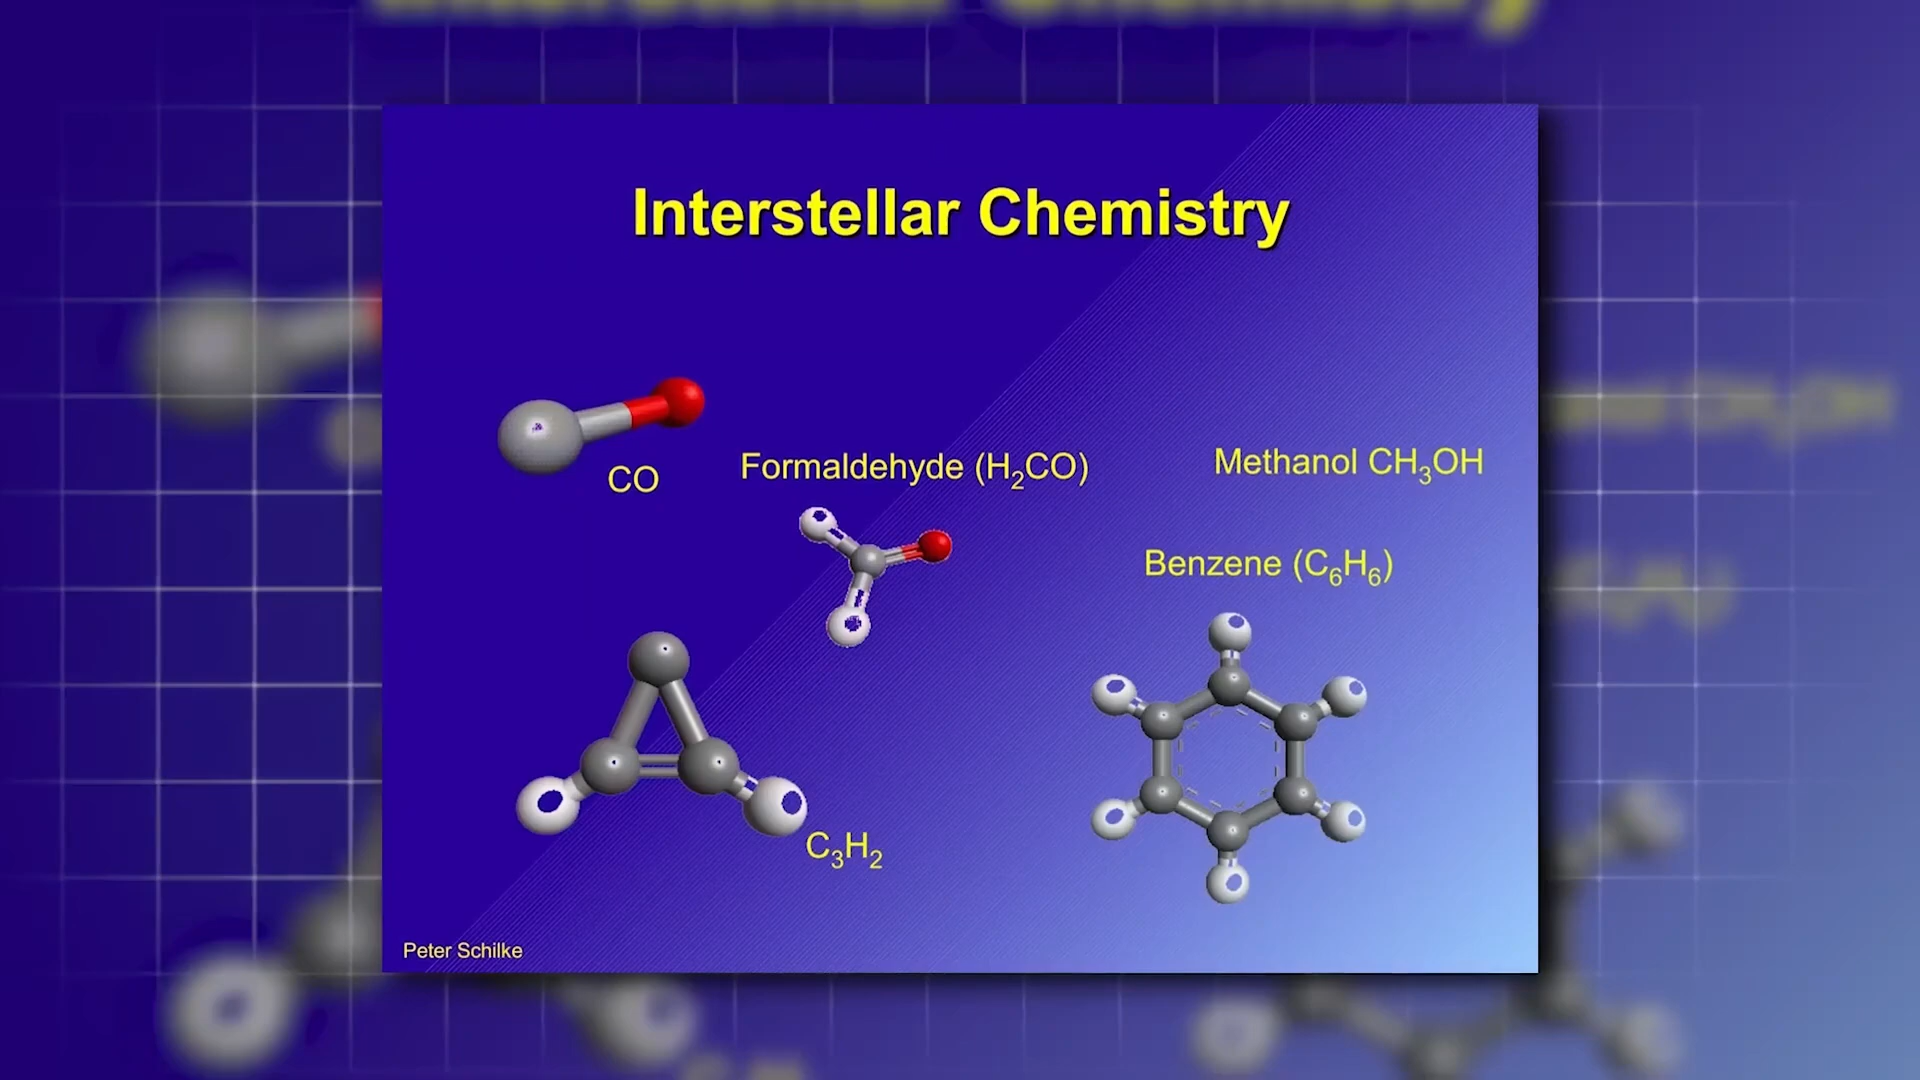 Interstellar Chemistry
CO
Formaldehyde (H₂CO)
Methanol CH₃OH
Benzene (C₆H₆)
C₃H₂
Peter Schilke